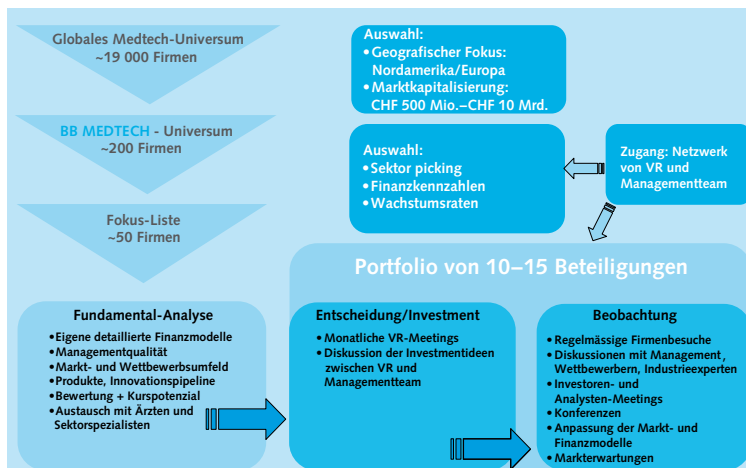 Globales Medtech-Universum
~19 000 Firmen
Auswahl:
• Geografischer Fokus:
Nordamerika/Europa
• Marktkapitalisierung:
CHF 500 Mio.–CHF 10 Mrd.
BB MEDTECH - Universum
~200 Firmen
Auswahl:
• Sektor picking
• Finanzkennzahlen
• Wachstumsraten
Zugang: Netzwerk
von VR und
Managementteam
Fokus-Liste
~50 Firmen
Portfolio von 10–15 Beteiligungen
Fundamental-Analyse
• Eigene detaillierte Finanzmodelle
• Managementqualität
• Markt- und Wettbewerbsumfeld
• Produkte, Innovationspipeline
• Bewertung + Kurspotenzial
• Austausch mit Ärzten und
Sektorspezialisten
Entscheidung/Investment
• Monatliche VR-Meetings
• Diskussion der Investmentideen
zwischen VR und
Managementteam
Beobachtung
• Regelmässige Firmenbesuche
• Diskussionen mit Management,
Wettbewerbern, Industrieexperten
• Investoren- und
Analysten-Meetings
• Konferenzen
• Anpassung der Markt- und
Finanzmodelle
• Markterwartungen